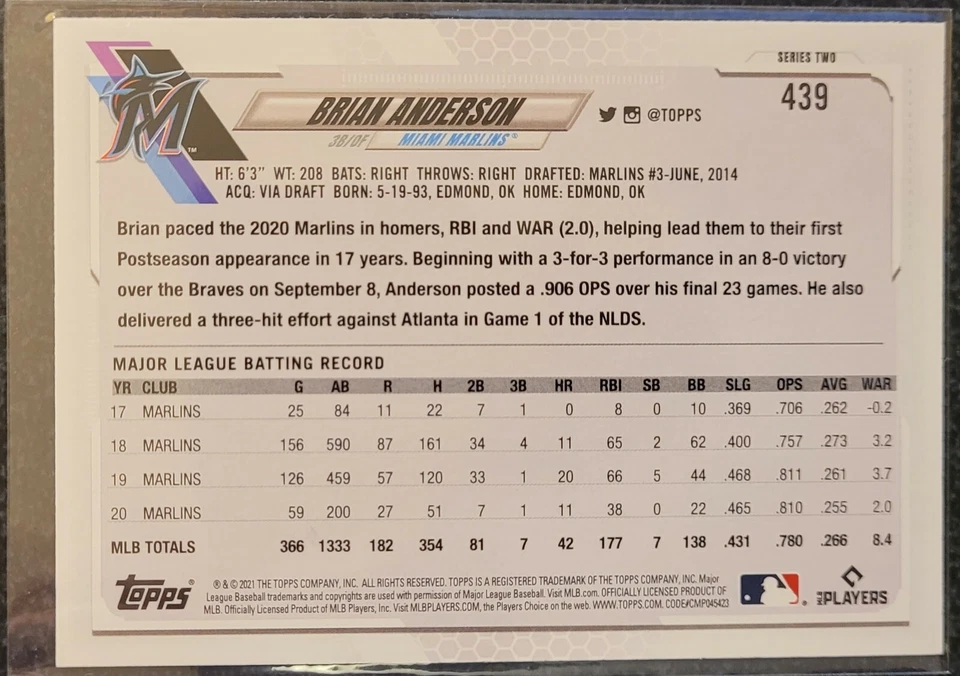 SERIES TWO
439
M
TM
BRIAN ANDERSON
3B/OF MIAMI MARLINS®
@TOPPS
HT: 6'3" WT: 208 BATS: RIGHT THROWS: RIGHT DRAFTED: MARLINS #3-JUNE, 2014
ACQ: VIA DRAFT BORN: 5-19-93, EDMOND, OK HOME: EDMOND, OK
Brian paced the 2020 Marlins in homers, RBI and WAR (2.0), helping lead them to their first
Postseason appearance in 17 years. Beginning with a 3-for-3 performance in an 8-0 victory
over the Braves on September 8, Anderson posted a .906 OPS over his final 23 games. He also
delivered a three-hit effort against Atlanta in Game 1 of the NLDS.
MAJOR LEAGUE BATTING RECORD
YR CLUB G AB R H 2B 3B HR RBI SB BB SLG OPS AVG WAR
17 MARLINS 25 84 11 22 7 1 0 8 0 10 .369 .706 .262 -0.2
18 MARLINS 156 590 87 161 34 4 11 65 2 62 .400 .757 .273 3.2
19 MARLINS 126 459 57 120 33 1 20 66 5 44 .468 .811 .261 3.7
20 MARLINS 59 200 27 51 7 1 11 38 0 22 .465 .810 .255 2.0
MLB TOTALS 366 1333 182 354 81 7 42 177 7 138 .431 .780 .266 8.4
Topps®
® & © 2021 THE TOPPS COMPANY, INC. ALL RIGHTS RESERVED. TOPPS IS A REGISTERED TRADEMARK OF THE TOPPS COMPANY, INC. Major
League Baseball trademarks and copyrights are used with permission of Major League Baseball. Visit MLB.com. OFFICIALLY LICENSED PRODUCT OF
MLB. Officially Licensed Product of MLB Players, Inc. Visit MLBPLAYERS.COM, the Players Choice on the web. WWW.TOPPS.COM. CODE#CMP045423
MLB PLAYERS